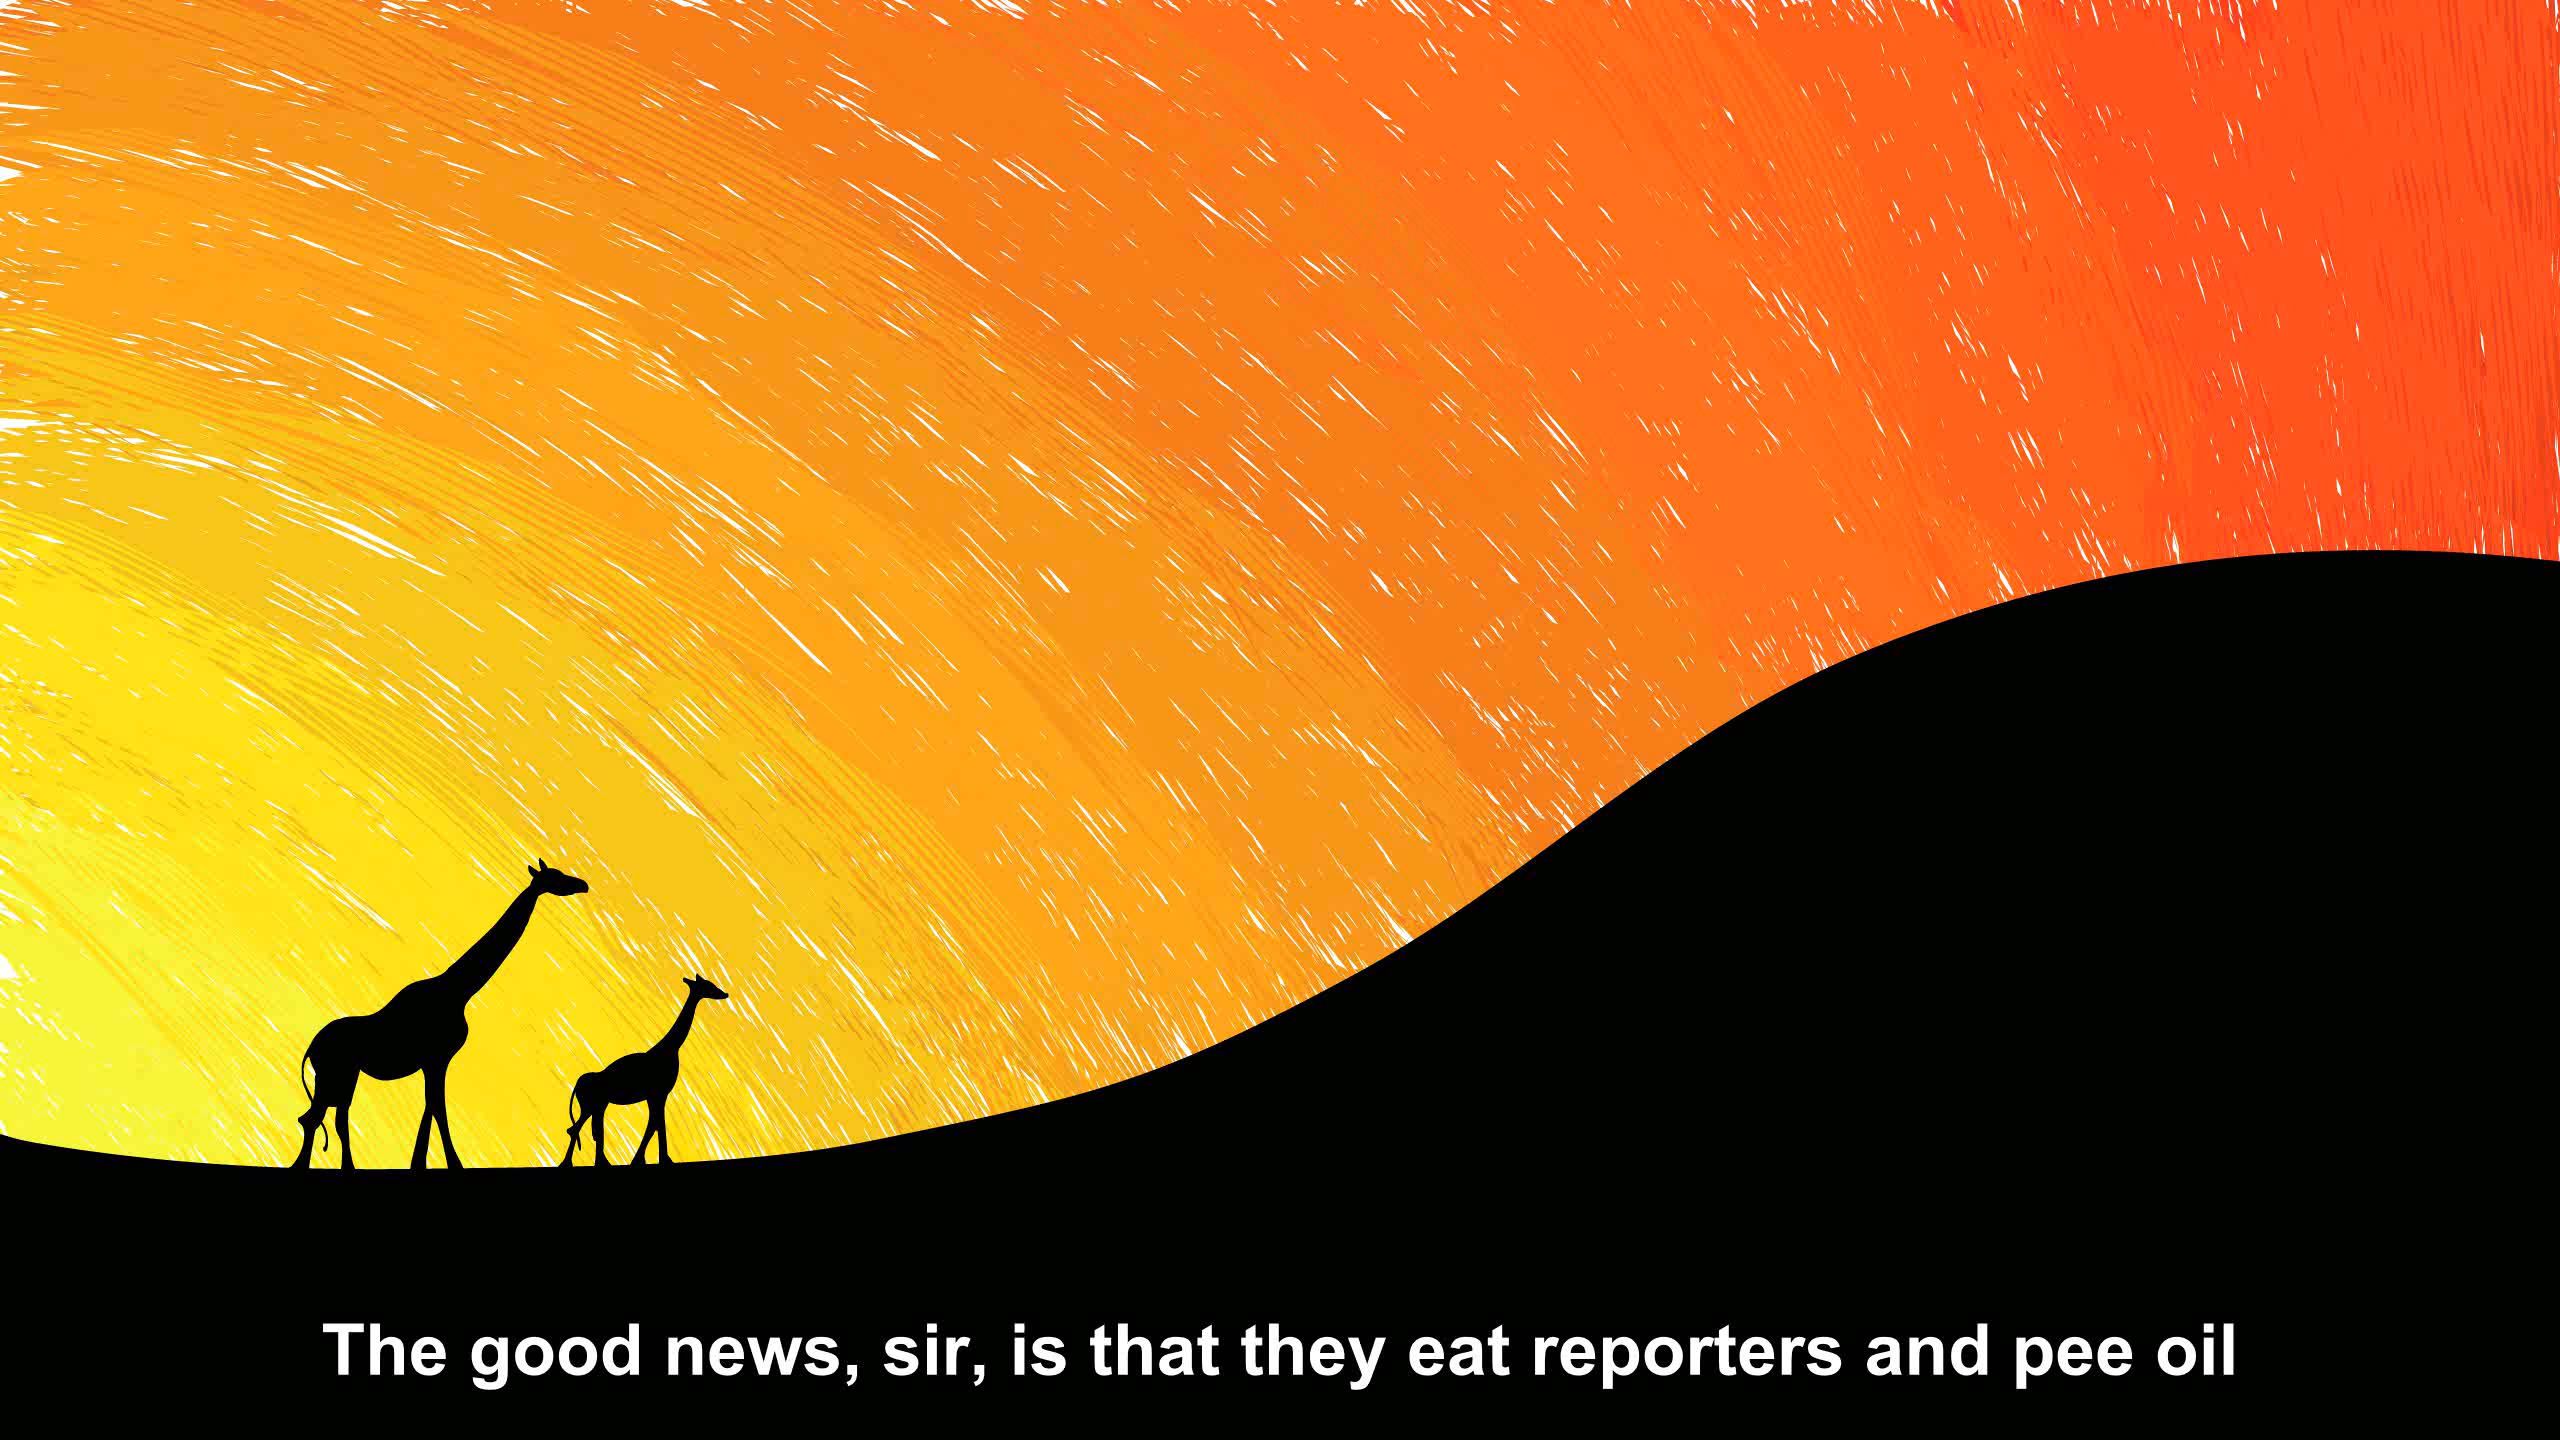 The good news, sir, is that they eat reporters and pee oil